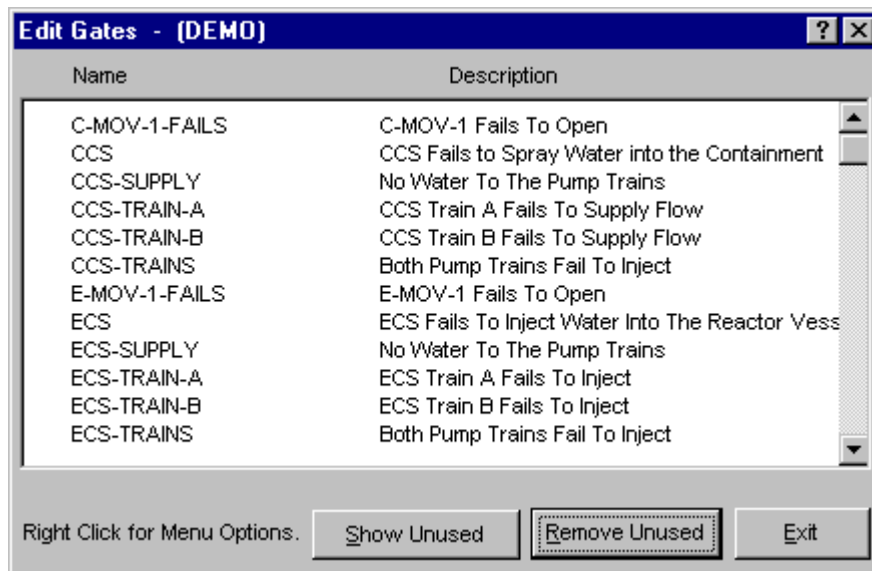 Edit Gates - (DEMO)
Name Description
C-MOV-1-FAILS C-MOV-1 Fails To Open
CCS CCS Fails to Spray Water into the Containment
CCS-SUPPLY No Water To The Pump Trains
CCS-TRAIN-A CCS Train A Fails To Supply Flow
CCS-TRAIN-B CCS Train B Fails To Supply Flow
CCS-TRAINS Both Pump Trains Fail To Inject
E-MOV-1-FAILS E-MOV-1 Fails To Open
ECS ECS Fails To Inject Water Into The Reactor Vess
ECS-SUPPLY No Water To The Pump Trains
ECS-TRAIN-A ECS Train A Fails To Inject
ECS-TRAIN-B ECS Train B Fails To Inject
ECS-TRAINS Both Pump Trains Fail To Inject
Right Click for Menu Options. Show Unused Remove Unused Exit